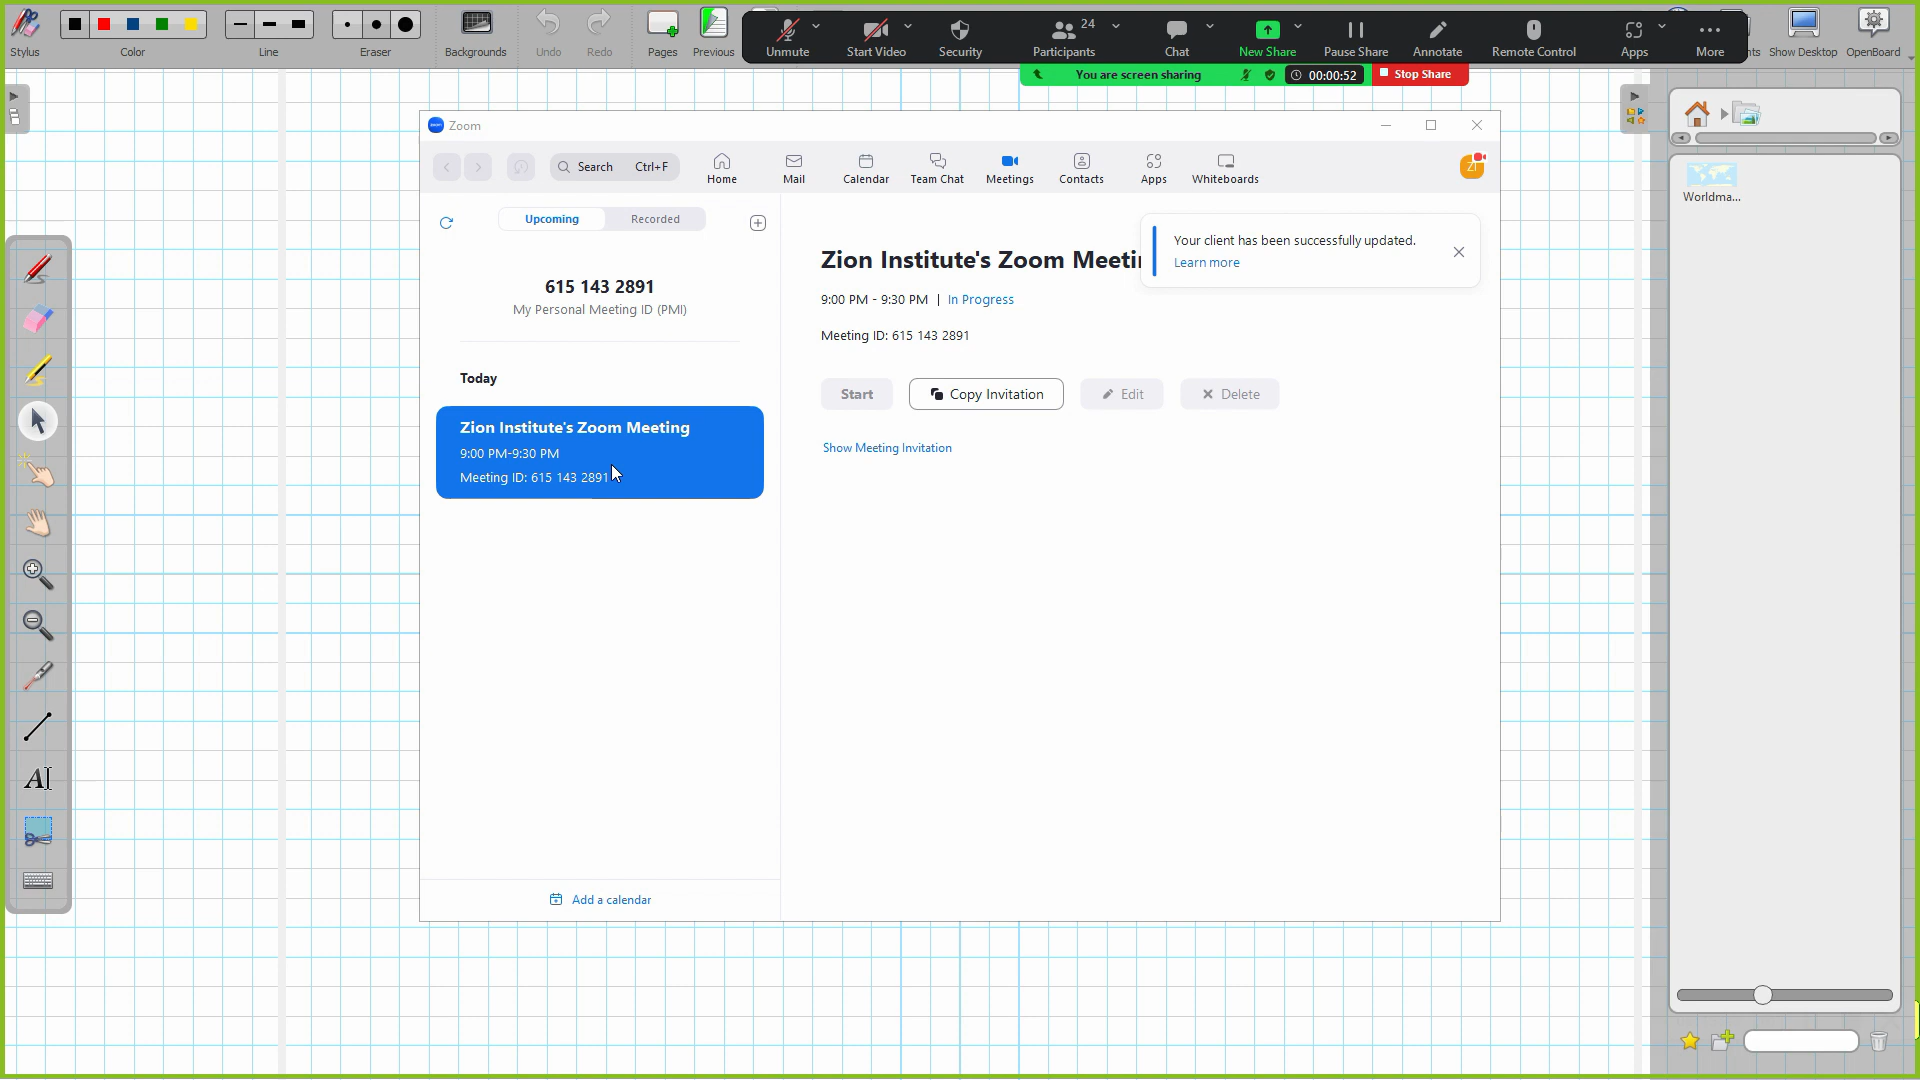 Stylus
Color
Line
Eraser
Backgrounds
Undo
Redo
Pages
Previous
Show Desktop
OpenBoard
Unmute
Start Video
Security
Participants
24
Chat
New Share
Pause Share
Annotate
Remote Control
Apps
More
You are screen sharing
00:00:52
Stop Share
Zoom
Search Ctrl+F
Home
Mail
Calendar
Team Chat
Meetings
Contacts
Apps
Whiteboards
ZI
Upcoming
Recorded
615 143 2891
My Personal Meeting ID (PMI)
Today
Zion Institute's Zoom Meeting
9:00 PM-9:30 PM
Meeting ID: 615 143 2891
Add a calendar
Zion Institute's Zoom Meetin
9:00 PM - 9:30 PM | In Progress
Meeting ID: 615 143 2891
Start
Copy Invitation
Edit
Delete
Show Meeting Invitation
Your client has been successfully updated.
Learn more
Worldma...
AI